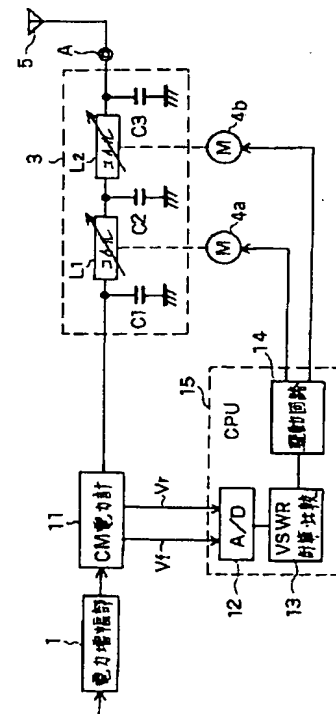 1
電力増幅部
11
CM電力計
Vf
Vr
3
L1
コイル
L2
コイル
C1
C2
C3
A
5
M
4a
M
4b
15
CPU
A/D
12
VSWR
計算・比較
13
駆動回路
14